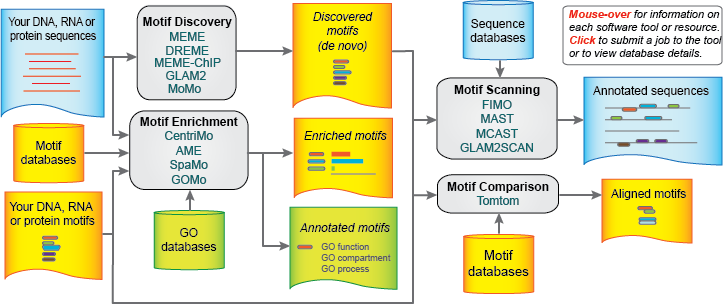 Your DNA, RNA or
protein sequences
Motif
databases
Your DNA, RNA
or protein motifs
Motif Discovery
MEME
DREME
MEME-ChIP
GLAM2
MoMo
Motif Enrichment
CentriMo
AME
SpaMo
GOMo
GO
databases
Discovered
motifs
(de novo)
Enriched motifs
Annotated motifs
GO function
GO compartment
GO process
Sequence
databases
Motif Scanning
FIMO
MAST
MCAST
GLAM2SCAN
Motif Comparison
Tomtom
Motif
databases
Mouse-over for information on
each software tool or resource.
Click to submit a job to the tool
or to view database details.
Annotated sequences
Aligned motifs